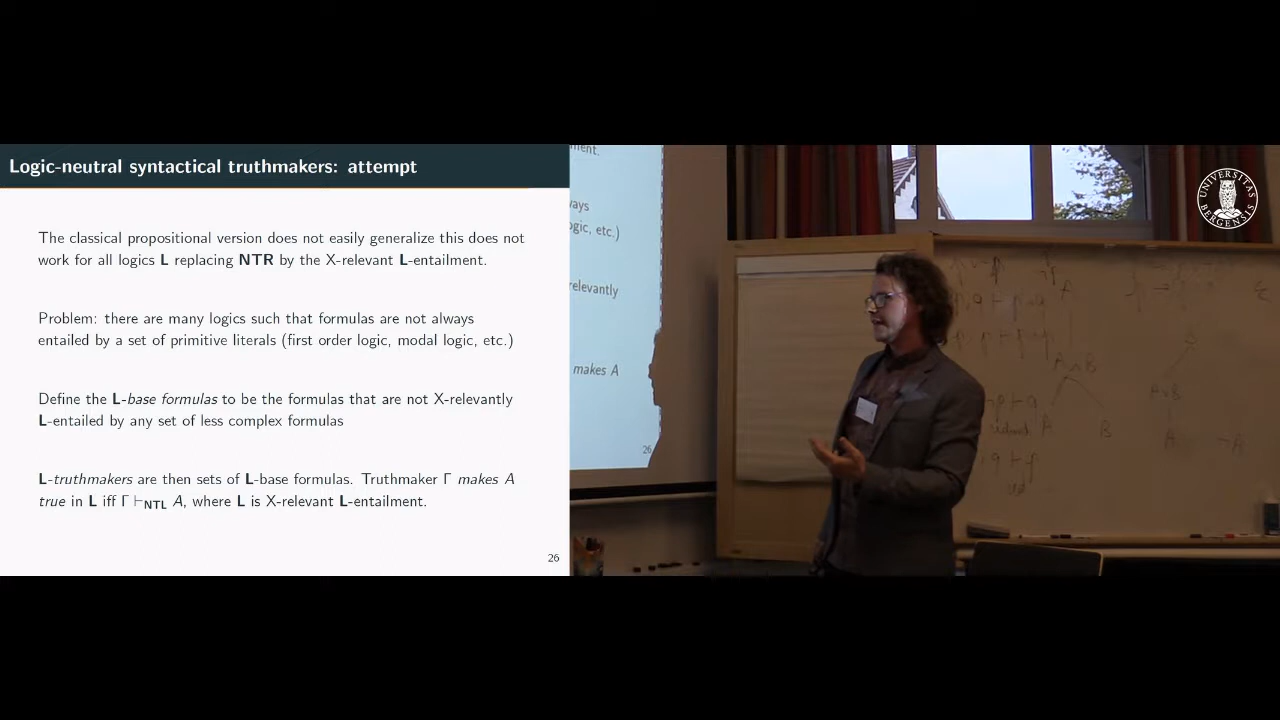 Logic-neutral syntactical truthmakers: attempt
The classical propositional version does not easily generalize this does not
work for all logics L replacing NTR by the X-relevant L-entailment.
Problem: there are many logics such that formulas are not always
entailed by a set of primitive literals (first order logic, modal logic, etc.)
Define the L-base formulas to be the formulas that are not X-relevantly
L-entailed by any set of less complex formulas
L-truthmakers are then sets of L-base formulas. Truthmaker Γ makes A
true in L iff Γ ⊢NTL A, where L is X-relevant L-entailment.
26
ment.
ways
ogic, etc.)
relevantly
makes A
26
A∧B
A
B
A∨B
A
¬A
UNIVERSITAS
BERGENSIS